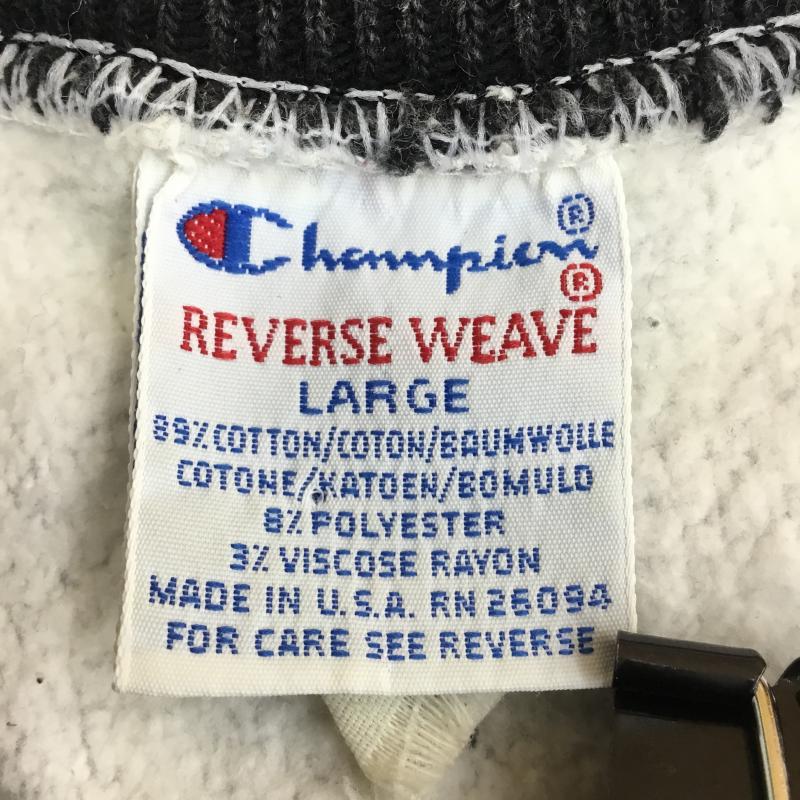 Champion®
REVERSE WEAVE®
LARGE
89% COTTON/COTON/BAUMWOLLE
COTONE/KATOEN/BOMULD
8% POLYESTER
3% VISCOSE RAYON
MADE IN U.S.A. RN 26094
FOR CARE SEE REVERSE